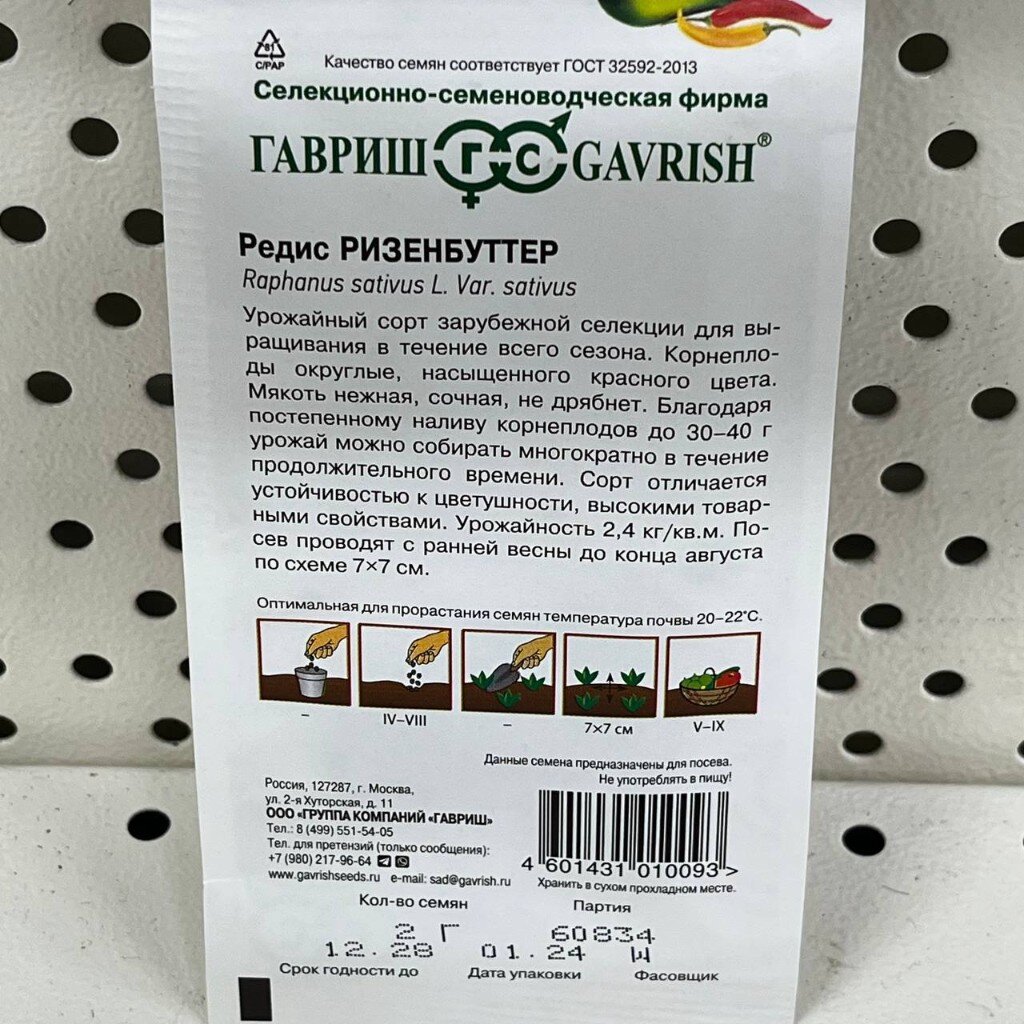 81
C/PAP
Качество семян соответствует ГОСТ 32592-2013
Селекционно-семеноводческая фирма
ГАВРИШ ГС GAVRISH®
Редис РИЗЕНБУТТЕР
Raphanus sativus L. Var. sativus
Урожайный сорт зарубежной селекции для вы-
ращивания в течение всего сезона. Корнепло-
ды округлые, насыщенного красного цвета.
Мякоть нежная, сочная, не дрябнет. Благодаря
постепенному наливу корнеплодов до 30–40 г
урожай можно собирать многократно в течение
продолжительного времени. Сорт отличается
устойчивостью к цветушности, высокими товар-
ными свойствами. Урожайность 2,4 кг/кв.м. По-
сев проводят с ранней весны до конца августа
по схеме 7×7 см.
Оптимальная для прорастания семян температура почвы 20–22°С.
– IV–VIII – 7×7 см V–IX
Данные семена предназначены для посева.
Не употреблять в пищу!
Россия, 127287, г. Москва,
ул. 2-я Хуторская, д. 11
ООО «ГРУППА КОМПАНИЙ «ГАВРИШ»
Тел.: 8 (499) 551-54-05
Тел. для претензий (только сообщения):
+7 (980) 217-96-64
www.gavrishseeds.ru e-mail: sad@gavrish.ru
4 601431 010093 >
Хранить в сухом прохладном месте.
Кол-во семян Партия
2 Г 60834
12.28 01.24 Ш
Срок годности до Дата упаковки Фасовщик